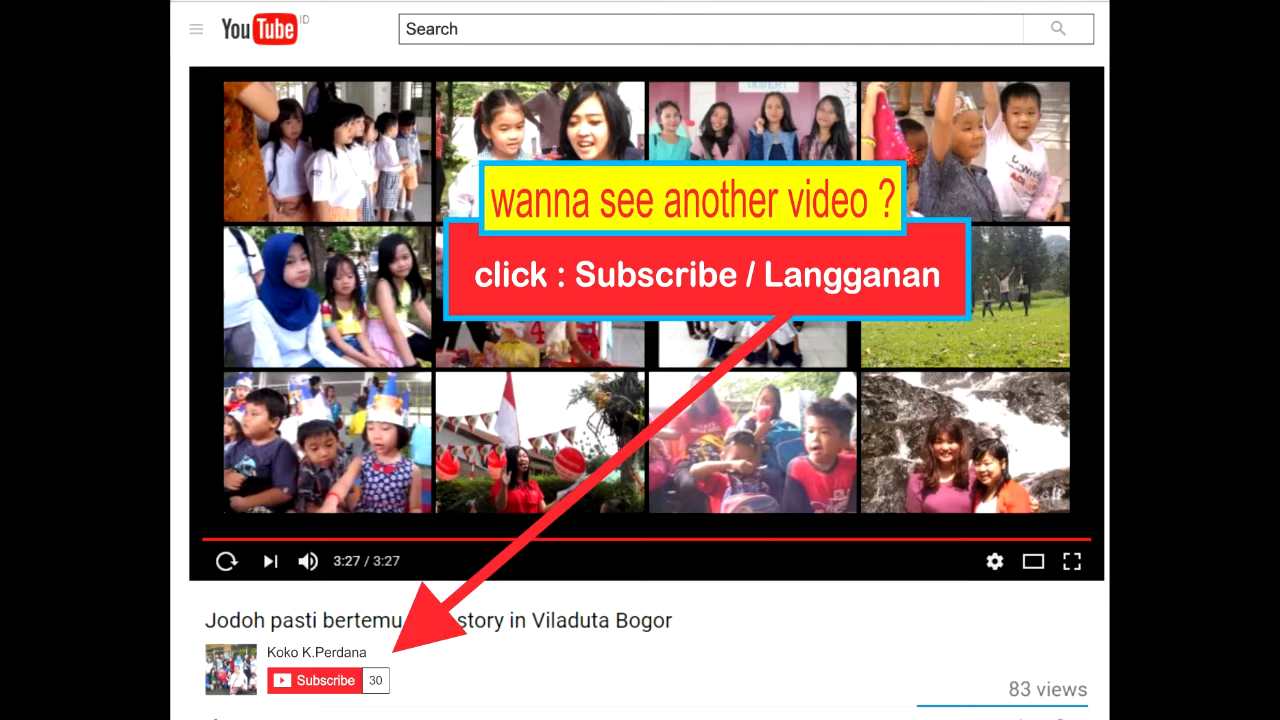 YouTube ID
Search
wanna see another video ?
click : Subscribe / Langganan
3:27 / 3:27
Jodoh pasti bertemu story in Viladuta Bogor
Koko K.Perdana
Subscribe 30
83 views